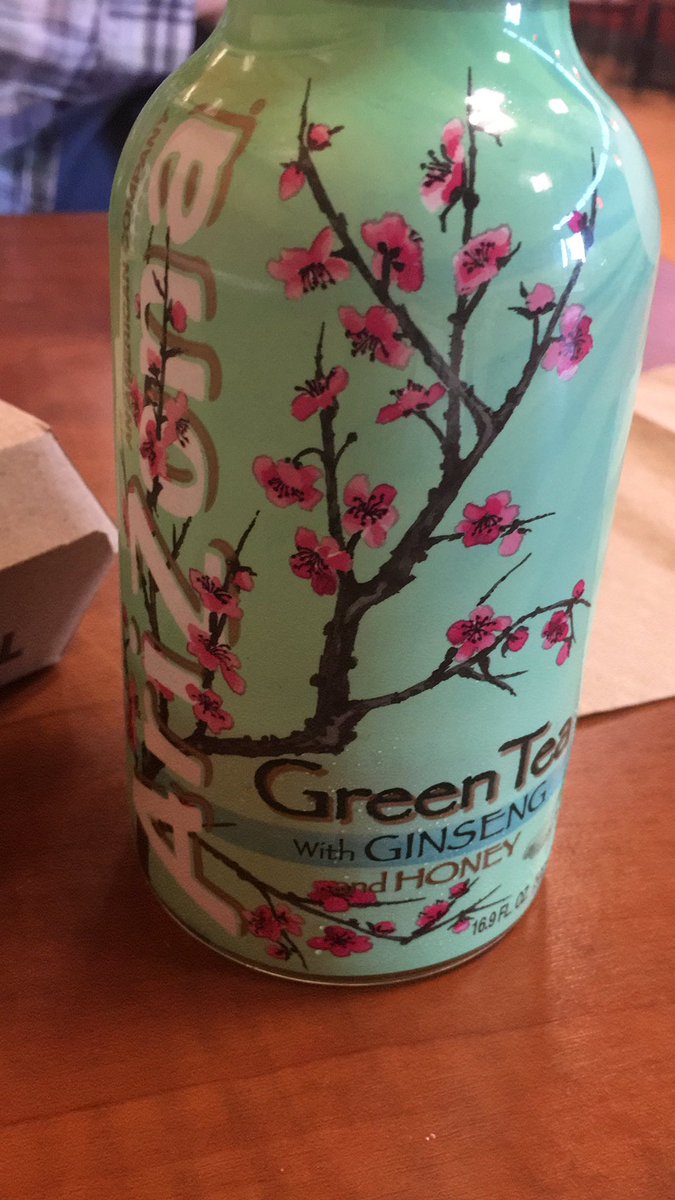 AriZona
Green Tea
With GINSENG
and HONEY
16.9 FL OZ
L